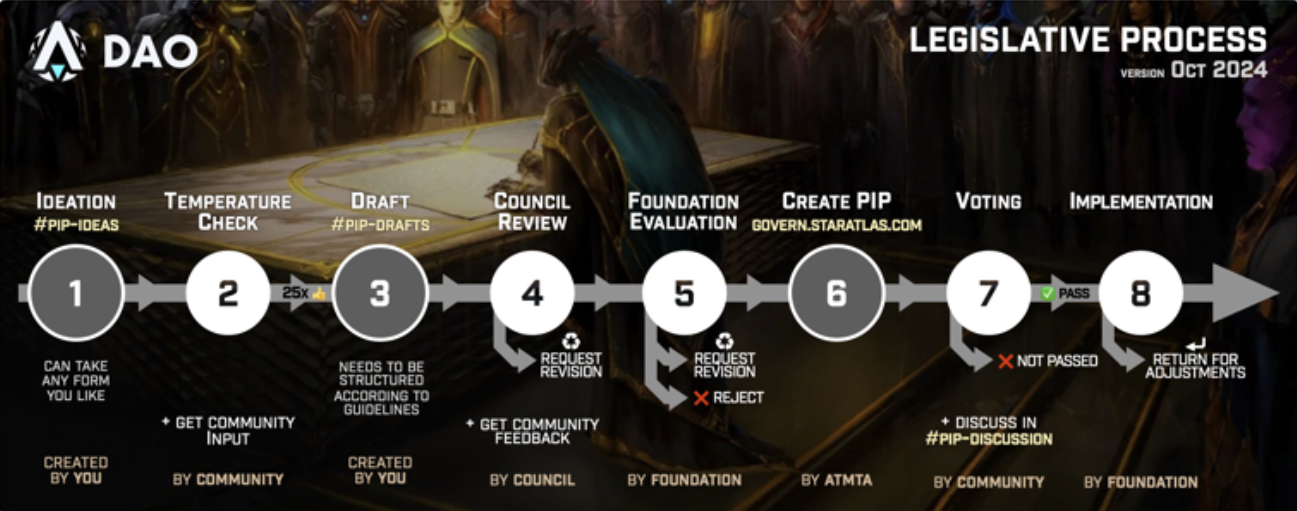 DAO
LEGISLATIVE PROCESS
VERSION OCT 2024
IDEATION
#PIP-IDEAS
1
CAN TAKE
ANY FORM
YOU LIKE
CREATED
BY YOU
TEMPERATURE
CHECK
2
+ GET COMMUNITY
INPUT
BY COMMUNITY
25x 👍
DRAFT
#PIP-DRAFTS
3
NEEDS TO BE
STRUCTURED
ACCORDING TO
GUIDELINES
CREATED
BY YOU
COUNCIL
REVIEW
4
♻
REQUEST
REVISION
+ GET COMMUNITY
FEEDBACK
BY COUNCIL
FOUNDATION
EVALUATION
5
♻
REQUEST
REVISION
❌ REJECT
BY FOUNDATION
CREATE PIP
GOVERN.STARATLAS.COM
6
BY ATMTA
VOTING
7
❌ NOT PASSED
+ DISCUSS IN
#PIP-DISCUSSION
BY COMMUNITY
✅ PASS
IMPLEMENTATION
8
↵
RETURN FOR
ADJUSTMENTS
BY FOUNDATION